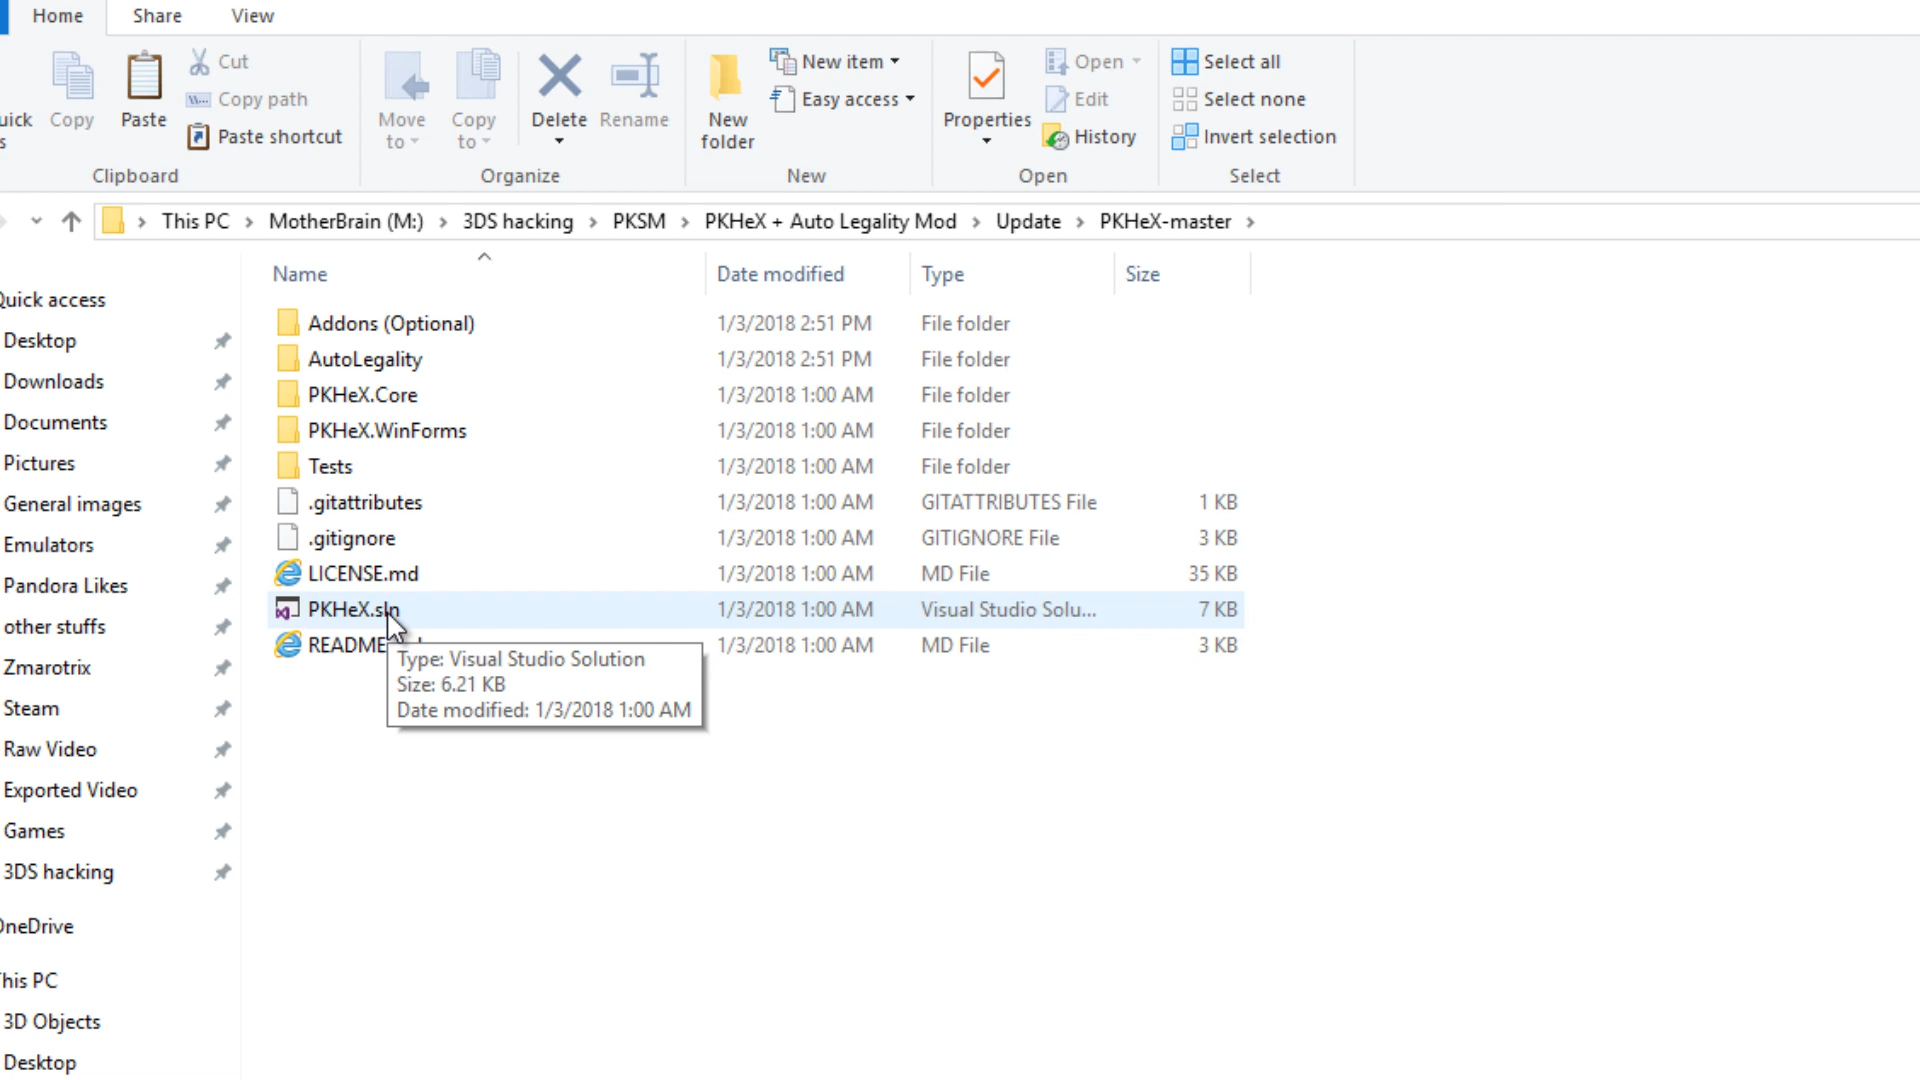 Home Share View
Cut
Copy path
Paste shortcut
Copy
Paste
Clipboard
Move to
Copy to
Delete
Rename
Organize
New folder
New item
Easy access
New
Properties
Open
Edit
History
Open
Select all
Select none
Invert selection
Select
This PC MotherBrain (M:) 3DS hacking PKSM PKHeX + Auto Legality Mod Update PKHeX-master
Name Date modified Type Size
Addons (Optional) 1/3/2018 2:51 PM File folder
AutoLegality 1/3/2018 2:51 PM File folder
PKHeX.Core 1/3/2018 1:00 AM File folder
PKHeX.WinForms 1/3/2018 1:00 AM File folder
Tests 1/3/2018 1:00 AM File folder
.gitattributes 1/3/2018 1:00 AM GITATTRIBUTES File 1 KB
.gitignore 1/3/2018 1:00 AM GITIGNORE File 3 KB
LICENSE.md 1/3/2018 1:00 AM MD File 35 KB
PKHeX.sln 1/3/2018 1:00 AM Visual Studio Solu... 7 KB
README 1/3/2018 1:00 AM MD File 3 KB
Type: Visual Studio Solution
Size: 6.21 KB
Date modified: 1/3/2018 1:00 AM
Quick access
Desktop
Downloads
Documents
Pictures
General images
Emulators
Pandora Likes
other stuffs
Zmarotrix
Steam
Raw Video
Exported Video
Games
3DS hacking
OneDrive
This PC
3D Objects
Desktop